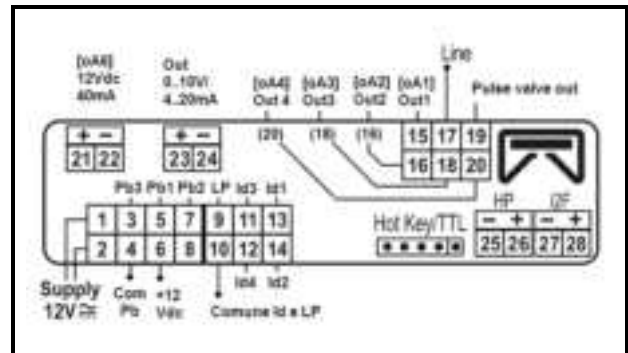 Line
[oA6] Out
12Vdc 0..10V/ [oA4] [oA3] [oA2] [oA1] Pulse valve out
40mA 4..20mA Out 4 Out3 Out2 Out1
+ - + - (20) (18) (16) 15 17 19
21 22 23 24 16 18 20
Pb3 Pb1 Pb2 LP Id3 Id1 HP I2F
1 3 5 7 9 11 13 Hot Key/TTL - + - +
2 4 6 8 10 12 14 25 26 27 28
Id4 Id2
Supply Com +12
12V Pb Vdc Comune Id e LP